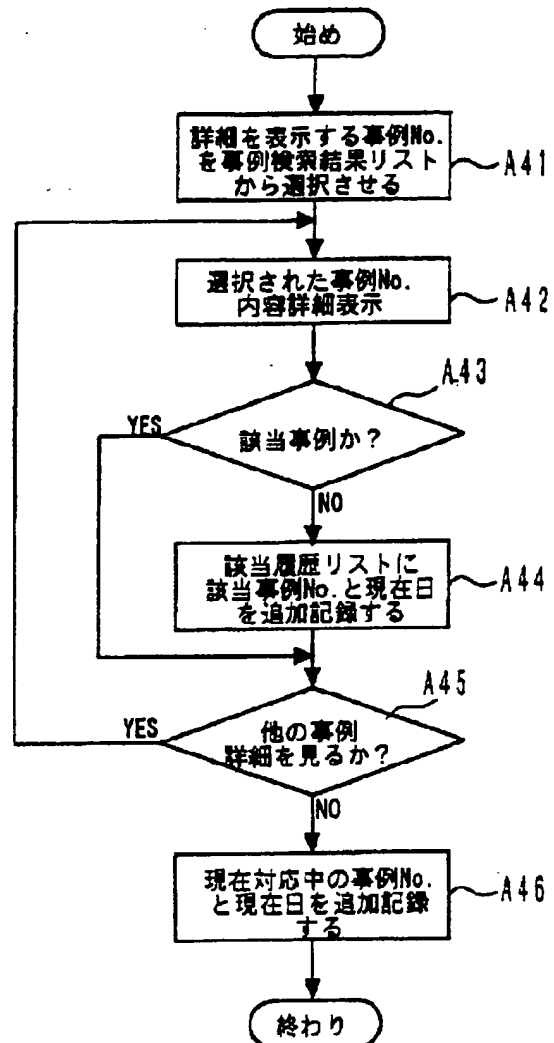 始め
詳細を表示する事例No.
を事例検索結果リスト
から選択させる
A41
選択された事例No.
内容詳細表示
A42
A43
YES
該当事例か？
NO
該当履歴リストに
該当事例No.と現在日
を追加記録する
A44
A45
YES
他の事例
詳細を見るか？
NO
現在対応中の事例No.
と現在日を追加記録
する
A46
終わり